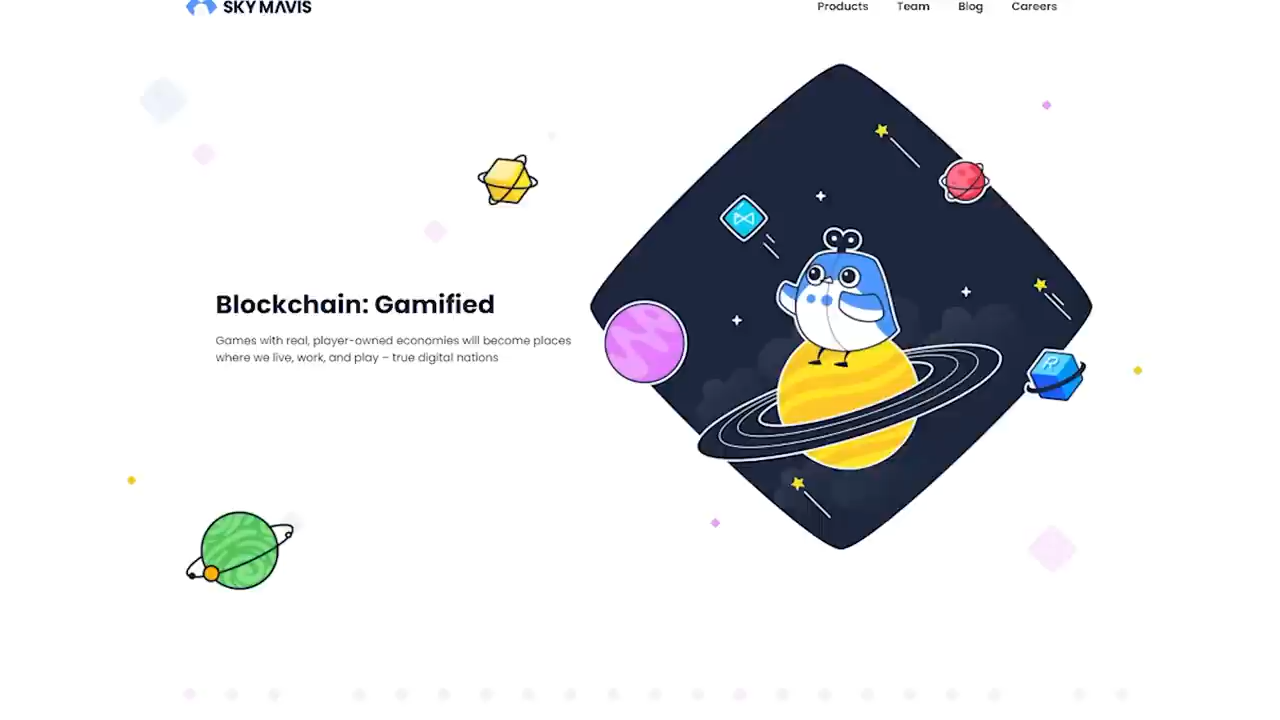 SKY MAVIS
Products Team Blog Careers
Blockchain: Gamified
Games with real, player-owned economies will become places
where we live, work, and play – true digital nations
R